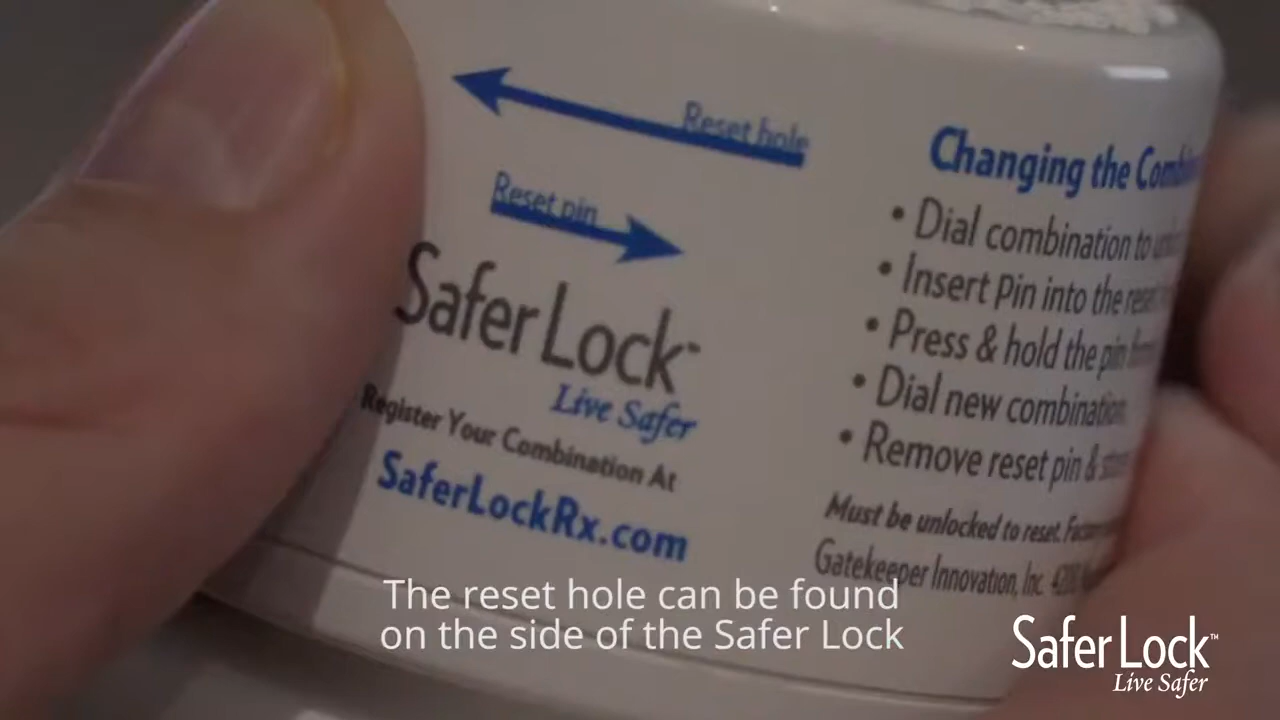 Reset hole
Reset pin
Safer Lock™
Live Safer
Register Your Combination At
SaferLockRx.com
Changing the
• Dial combination to
• Insert Pin into the
• Press & hold the pin
• Dial new combination.
• Remove reset pin &
Must be unlocked to reset.
Gatekeeper Innovation, Inc.
The reset hole can be found
on the side of the Safer Lock
Safer Lock™
Live Safer